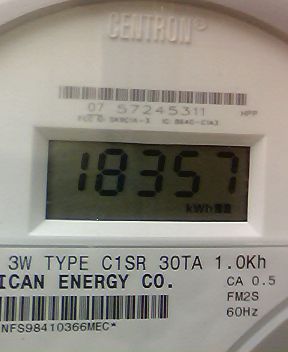 CENTRON®
07 57245311 HPP
18357
kWh
3W TYPE C1SR 30TA 1.0Kh
ICAN ENERGY CO. CA 0.5
FM2S
NFS98410366MEC* 60Hz